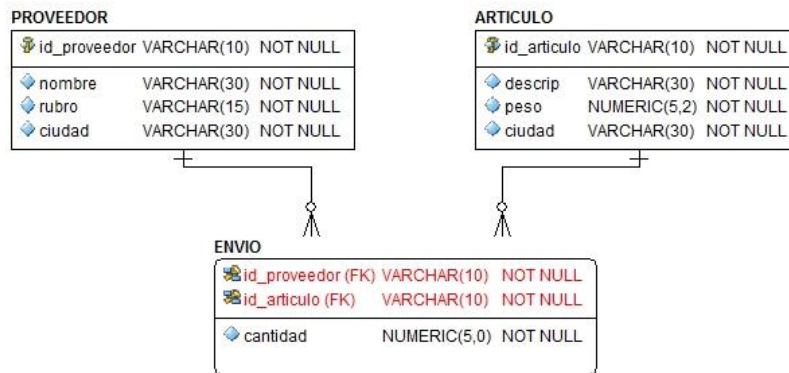 PROVEEDOR
id_proveedor VARCHAR(10) NOT NULL
nombre VARCHAR(30) NOT NULL
rubro VARCHAR(15) NOT NULL
ciudad VARCHAR(30) NOT NULL
ARTICULO
id_articulo VARCHAR(10) NOT NULL
descrip VARCHAR(30) NOT NULL
peso NUMERIC(5,2) NOT NULL
ciudad VARCHAR(30) NOT NULL
ENVIO
id_proveedor (FK) VARCHAR(10) NOT NULL
id_articulo (FK) VARCHAR(10) NOT NULL
cantidad NUMERIC(5,0) NOT NULL